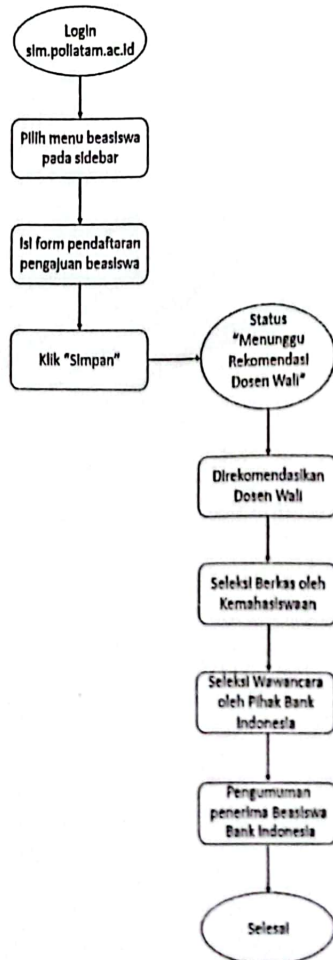 Login
sim.poliatam.ac.id
Pilih menu beasiswa
pada sidebar
Isi form pendaftaran
pengajuan beasiswa
Klik "Simpan"
Status
"Menunggu
Rekomendasi
Dosen Wali"
Direkomendasikan
Dosen Wali
Seleksi Berkas oleh
Kemahasiswaan
Seleksi Wawancara
oleh Pihak Bank
Indonesia
Pengumuman
penerima Beasiswa
Bank Indonesia
Selesai